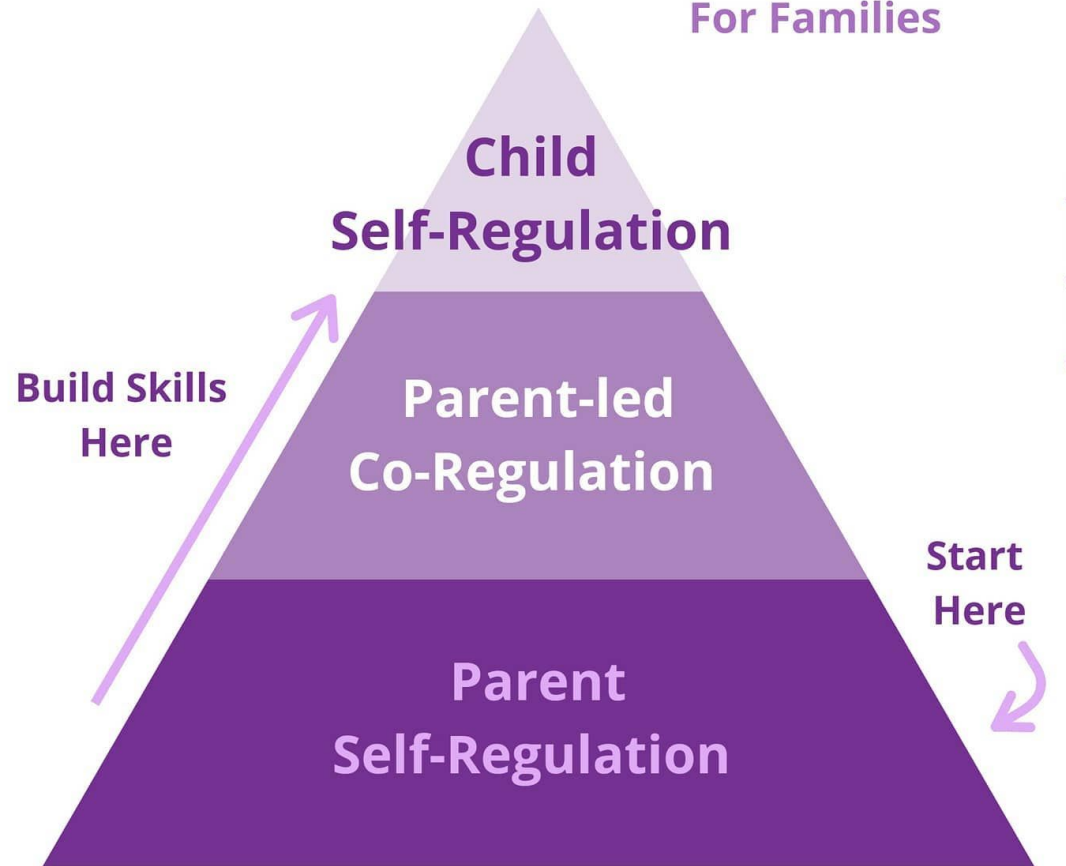 For Families
Child
Self-Regulation
Build Skills
Here
Parent-led
Co-Regulation
Start
Here
Parent
Self-Regulation